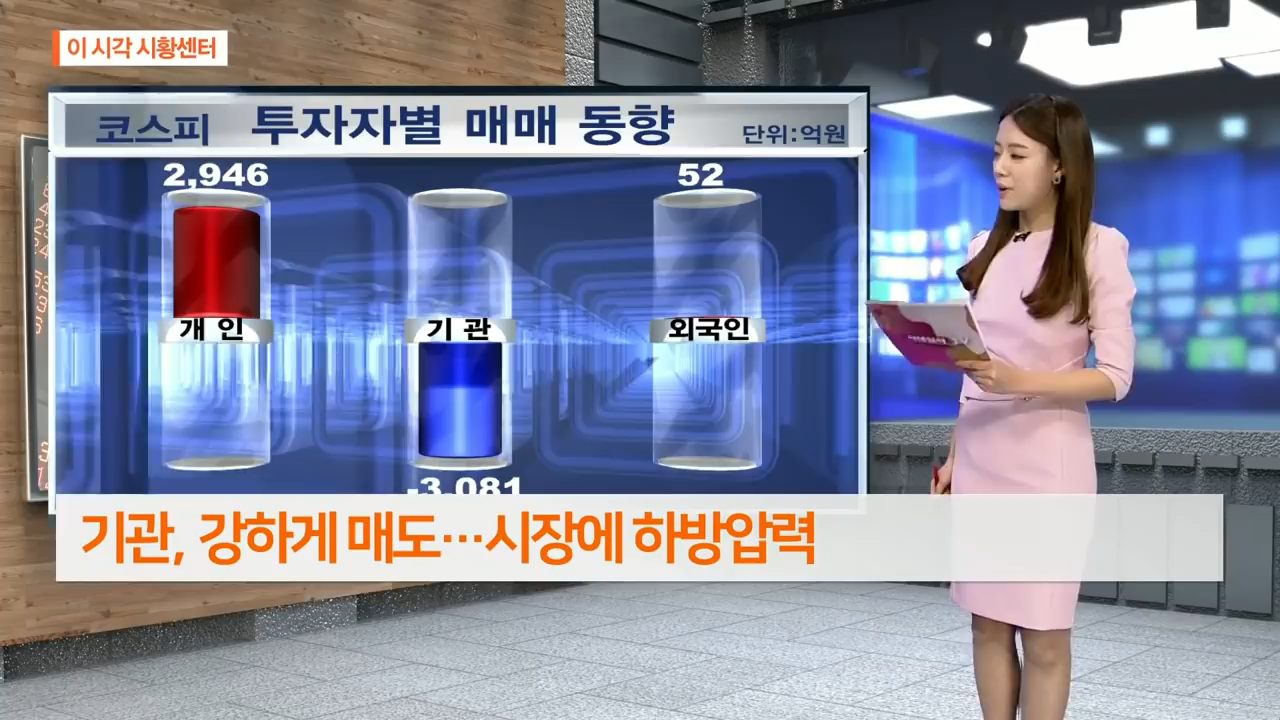 이 시각 시황센터
코스피 투자자별 매매 동향 단위:억원
2,946
52
개인
기관
외국인
-3,081
기관, 강하게 매도…시장에 하방압력